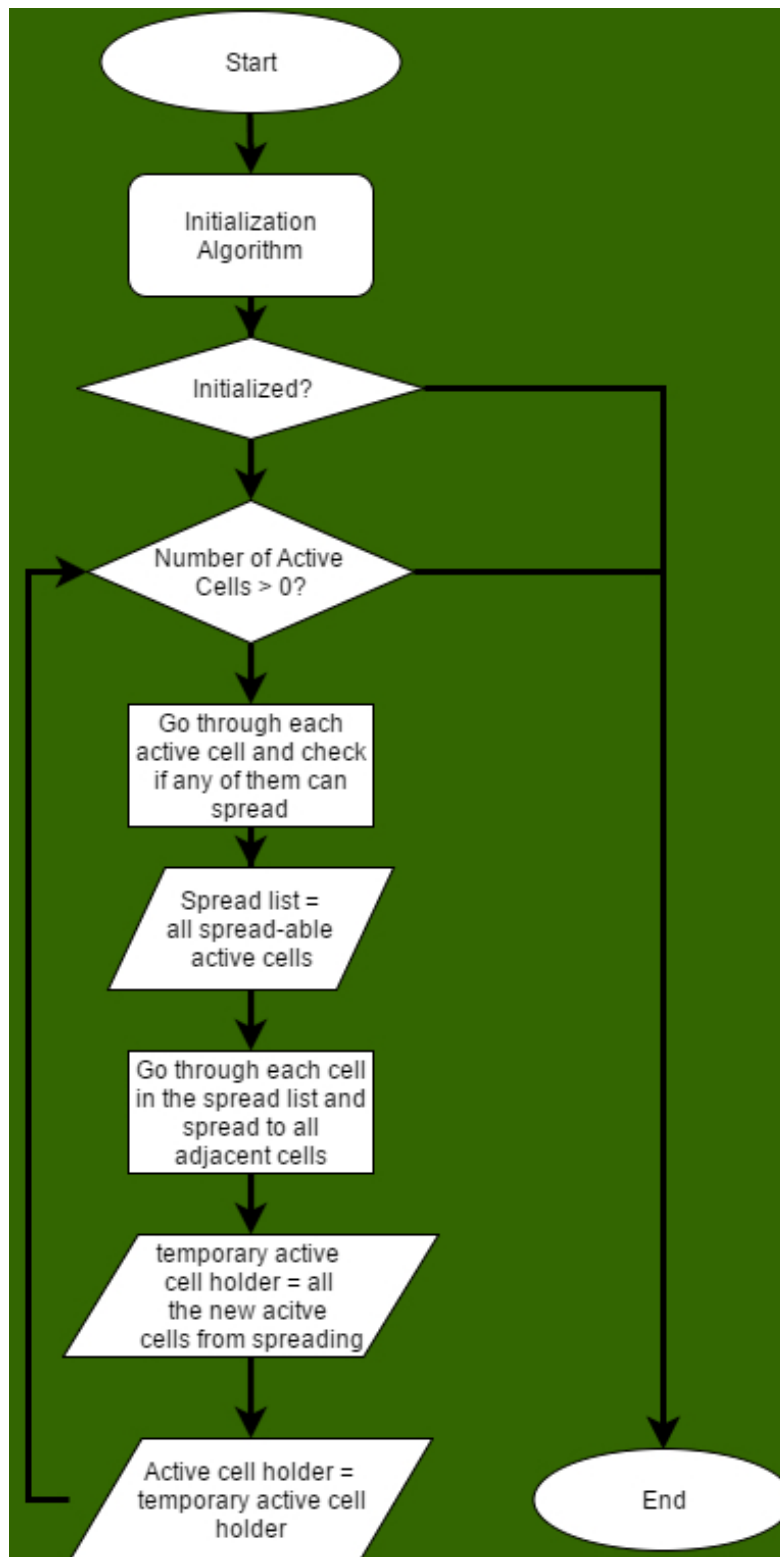 Start
Initialization
Algorithm
Initialized?
Number of Active
Cells > 0?
Go through each
active cell and check
if any of them can
spread
Spread list =
all spread-able
active cells
Go through each cell
in the spread list and
spread to all
adjacent cells
temporary active
cell holder = all
the new acitve
cells from spreading
Active cell holder =
temporary active cell
holder
End